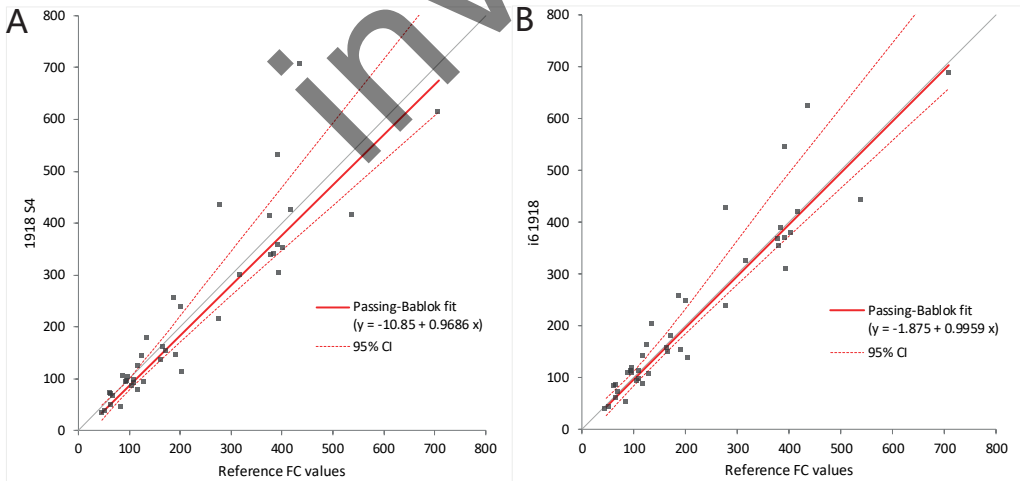 A
800
700
600
500
400
300
200
100
0
1918 S4
0 100 200 300 400 500 600 700 800
Reference FC values
Passing-Bablok fit
(y = -10.85 + 0.9686 x)
95% CI
inv
B
800
700
600
500
400
300
200
100
0
i6 1918
0 100 200 300 400 500 600 700 800
Reference FC values
Passing-Bablok fit
(y = -1.875 + 0.9959 x)
95% CI